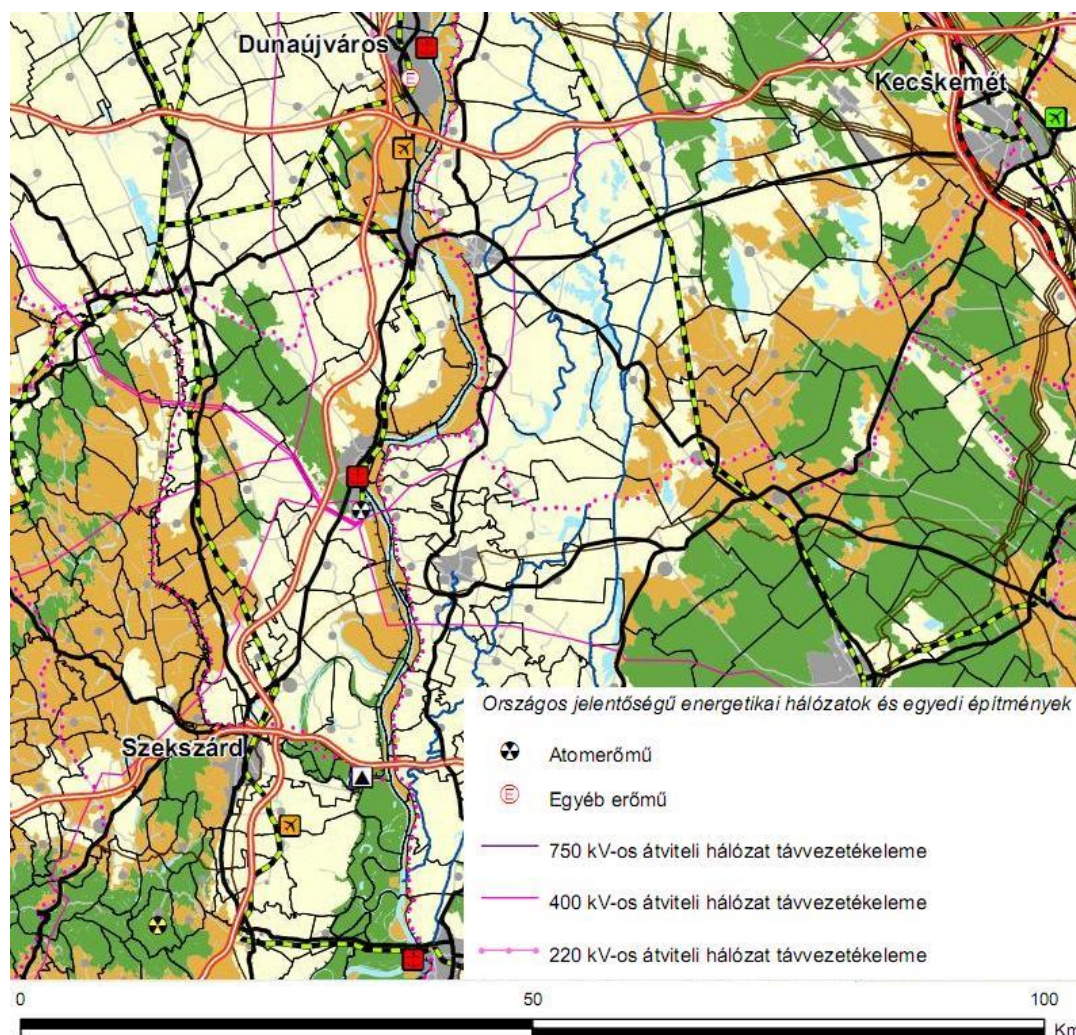 Dunaújváros
Kecskemét
E
Szekszárd
Országos jelentőségű energetikai hálózatok és egyedi építmények
Atomerőmű
E Egyéb erőmű
750 kV-os átviteli hálózat távvezetékeleme
400 kV-os átviteli hálózat távvezetékeleme
220 kV-os átviteli hálózat távvezetékeleme
0 50 100
Km